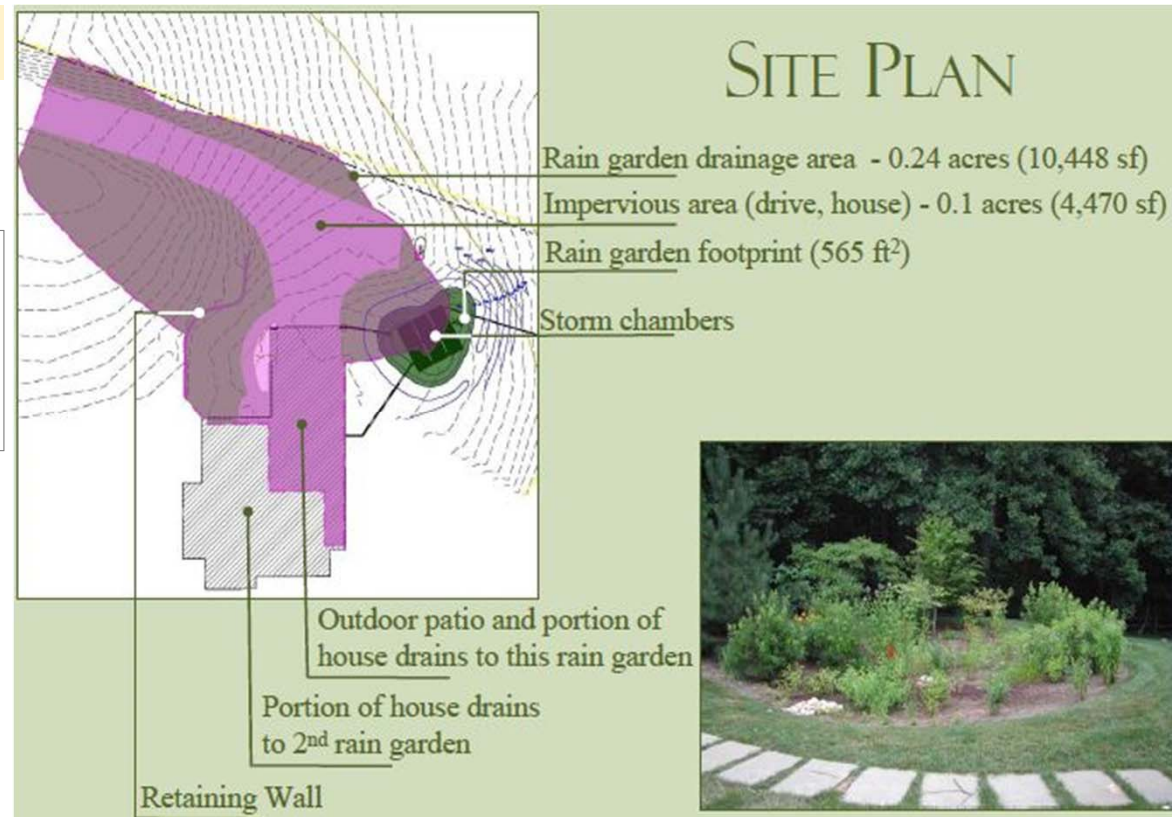 SITE PLAN
Rain garden drainage area - 0.24 acres (10,448 sf)
Impervious area (drive, house) - 0.1 acres (4,470 sf)
Rain garden footprint (565 ft²)
Storm chambers
Outdoor patio and portion of
house drains to this rain garden
Portion of house drains
to 2nd rain garden
Retaining Wall